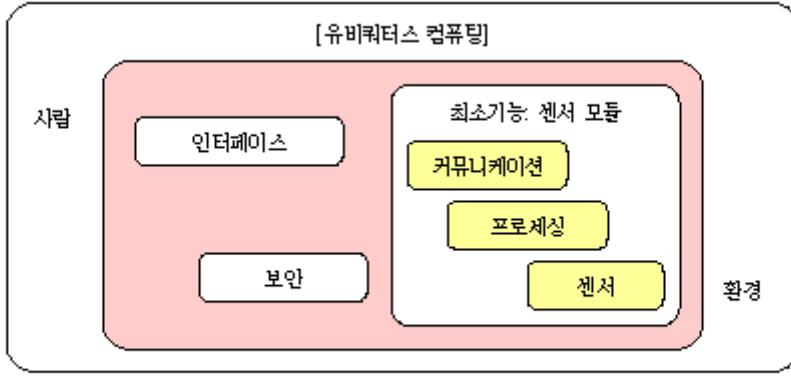 [유비쿼터스 컴퓨팅]
사람
인터페이스
보안
최소기능: 센서 모듈
커뮤니케이션
프로세싱
센서
환경